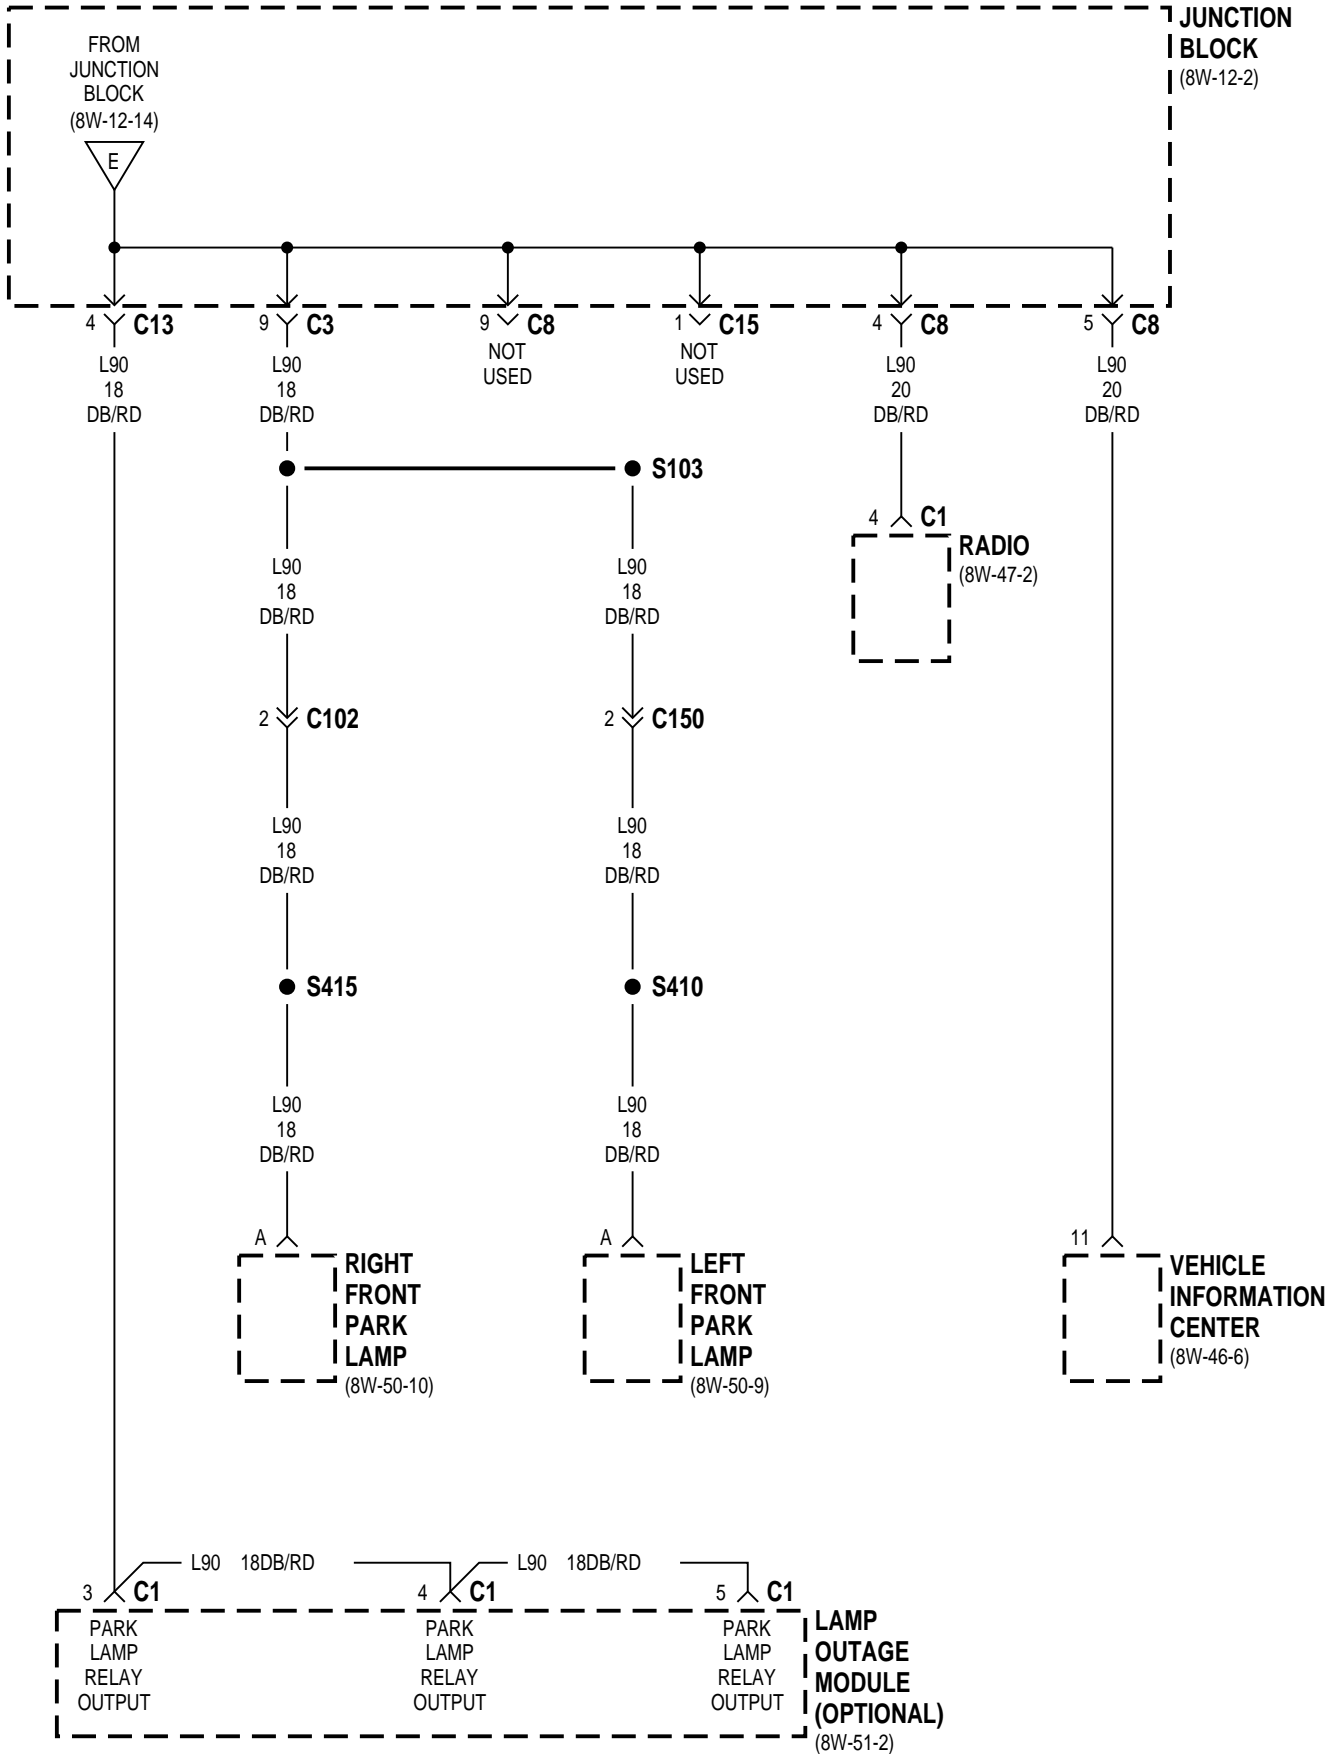 JUNCTION
BLOCK
(8W-12-2)
FROM
JUNCTION
BLOCK
(8W-12-14)
E
4 C13
9 C3
9 C8
1 C15
4 C8
5 C8
NOT
USED
NOT
USED
L90
18
DB/RD
L90
18
DB/RD
L90
20
DB/RD
L90
20
DB/RD
S103
4 C1
RADIO
(8W-47-2)
L90
18
DB/RD
L90
18
DB/RD
2 C102
2 C150
L90
18
DB/RD
L90
18
DB/RD
S415
S410
L90
18
DB/RD
L90
18
DB/RD
A
RIGHT
FRONT
PARK
LAMP
(8W-50-10)
A
LEFT
FRONT
PARK
LAMP
(8W-50-9)
11
VEHICLE
INFORMATION
CENTER
(8W-46-6)
L90 18DB/RD
L90 18DB/RD
3 C1
4 C1
5 C1
PARK
LAMP
RELAY
OUTPUT
PARK
LAMP
RELAY
OUTPUT
PARK
LAMP
RELAY
OUTPUT
LAMP
OUTAGE
MODULE
(OPTIONAL)
(8W-51-2)